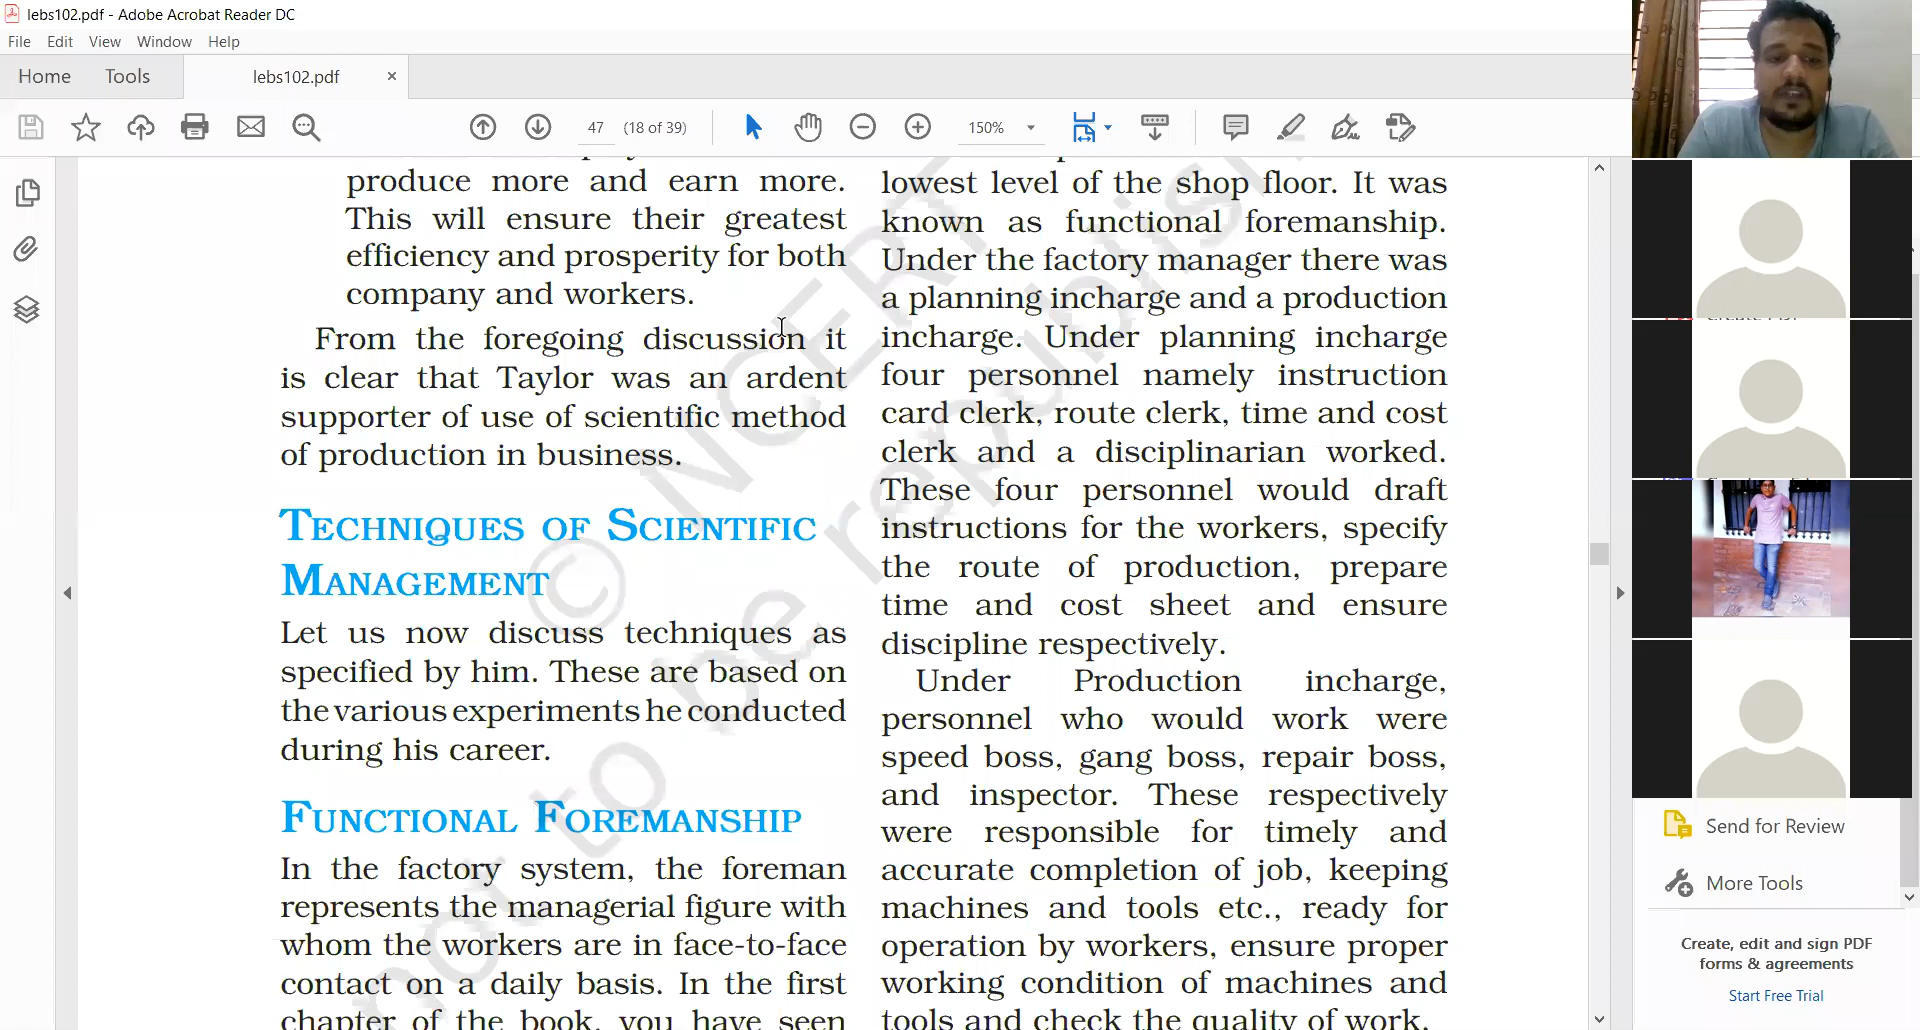 lebs102.pdf - Adobe Acrobat Reader DC
File Edit View Window Help
Home Tools lebs102.pdf ×
47 (18 of 39) 150%
produce more and earn more.
This will ensure their greatest
efficiency and prosperity for both
company and workers.
From the foregoing discussion it
is clear that Taylor was an ardent
supporter of use of scientific method
of production in business.
TECHNIQUES OF SCIENTIFIC
MANAGEMENT
Let us now discuss techniques as
specified by him. These are based on
the various experiments he conducted
during his career.
FUNCTIONAL FOREMANSHIP
In the factory system, the foreman
represents the managerial figure with
whom the workers are in face-to-face
contact on a daily basis. In the first
chapter of the book, you have seen
lowest level of the shop floor. It was
known as functional foremanship.
Under the factory manager there was
a planning incharge and a production
incharge. Under planning incharge
four personnel namely instruction
card clerk, route clerk, time and cost
clerk and a disciplinarian worked.
These four personnel would draft
instructions for the workers, specify
the route of production, prepare
time and cost sheet and ensure
discipline respectively.
Under Production incharge,
personnel who would work were
speed boss, gang boss, repair boss,
and inspector. These respectively
were responsible for timely and
accurate completion of job, keeping
machines and tools etc., ready for
operation by workers, ensure proper
working condition of machines and
tools and check the quality of work.
© NCERT
not to be republish
Send for Review
More Tools
Create, edit and sign PDF
forms & agreements
Start Free Trial